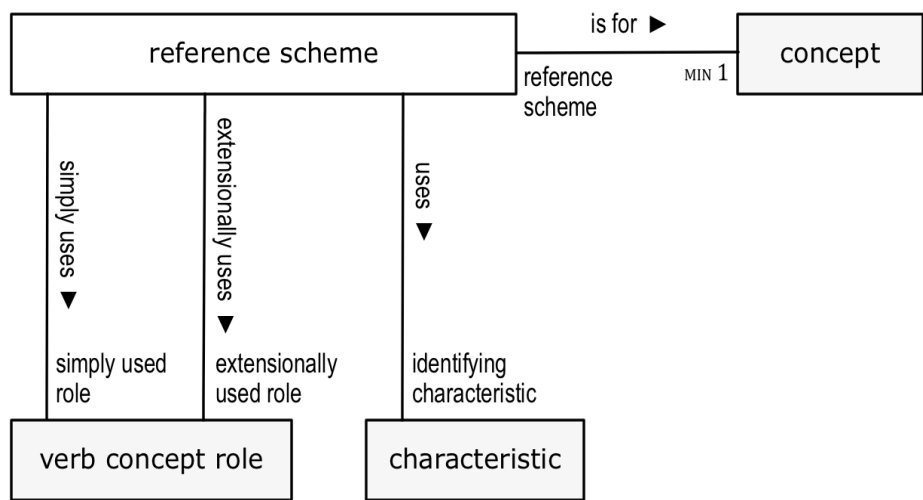 is for ►
reference scheme
concept
reference
scheme
MIN 1
simply uses ►
extensionally uses ►
uses ►
simply used
role
extensionally
used role
identifying
characteristic
verb concept role
characteristic